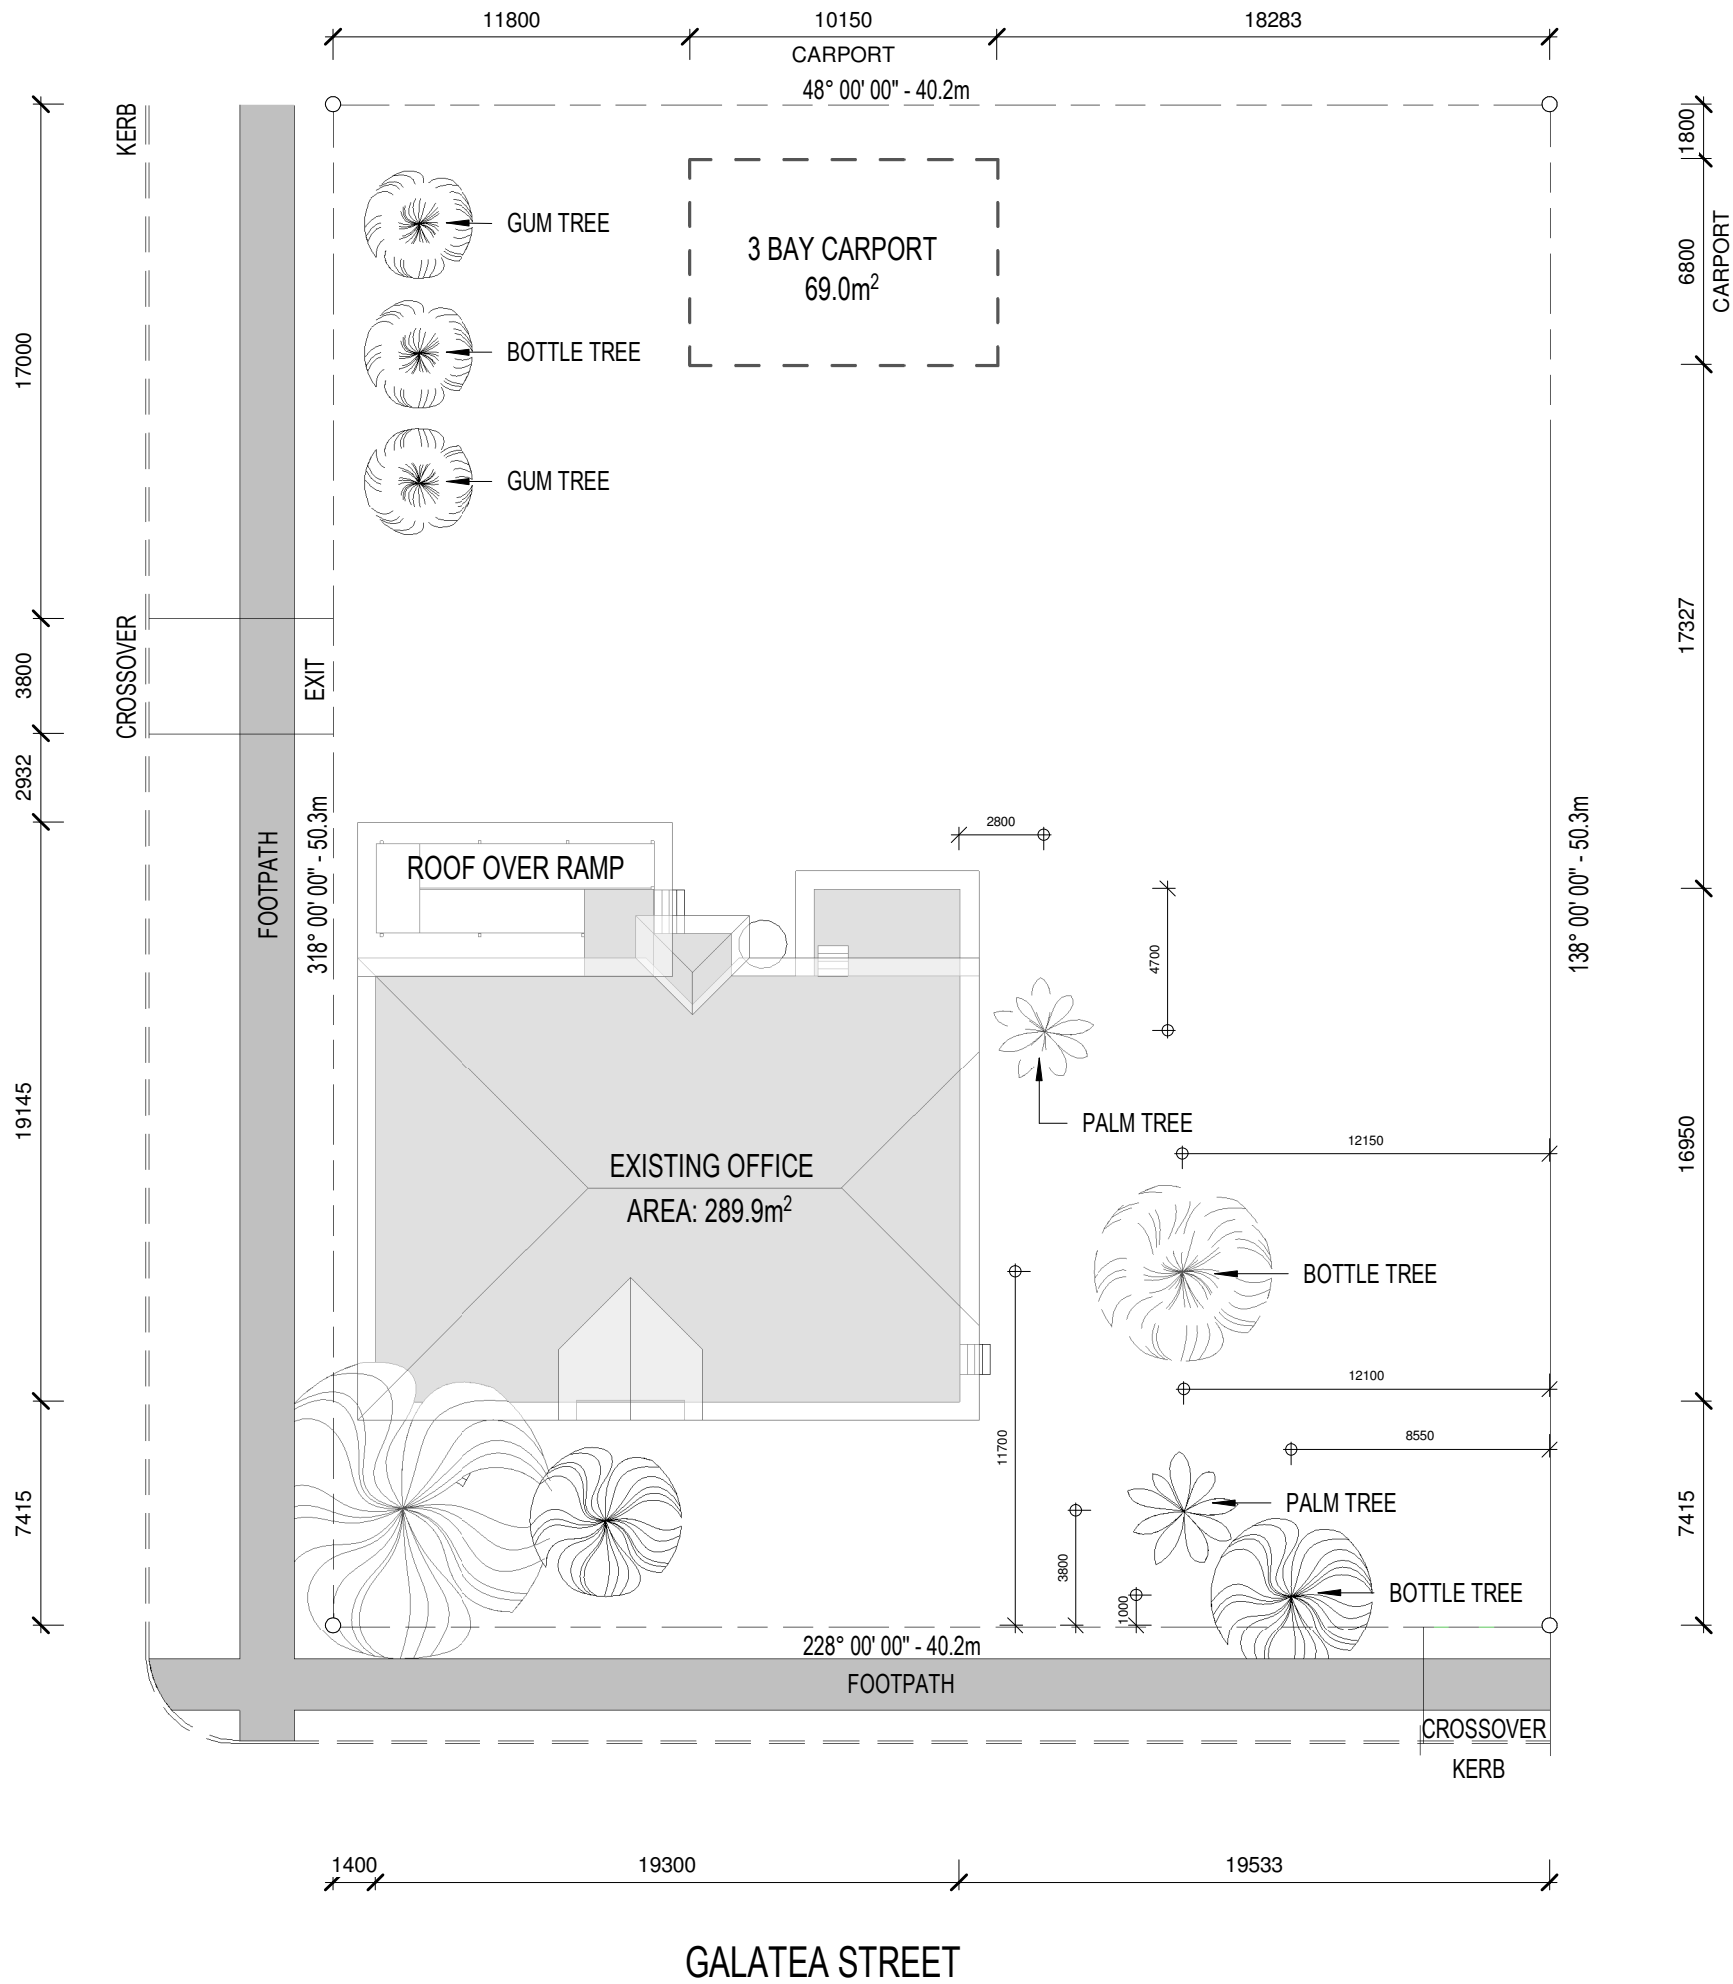 11800
10150
18283
CARPORT
48° 00' 00" - 40.2m
KERB
1800
GUM TREE
3 BAY CARPORT
69.0m²
6800
CARPORT
17000
BOTTLE TREE
GUM TREE
CROSSOVER
EXIT
3800
17327
2932
FOOTPATH
318° 00' 00" - 50.3m
ROOF OVER RAMP
2800
138° 00' 00" - 50.3m
4700
19145
PALM TREE
12150
16950
EXISTING OFFICE
AREA: 289.9m²
BOTTLE TREE
12100
11700
8550
7415
PALM TREE
7415
3800
1000
BOTTLE TREE
228° 00' 00" - 40.2m
FOOTPATH
CROSSOVER
KERB
1400
19300
19533
GALATEA STREET